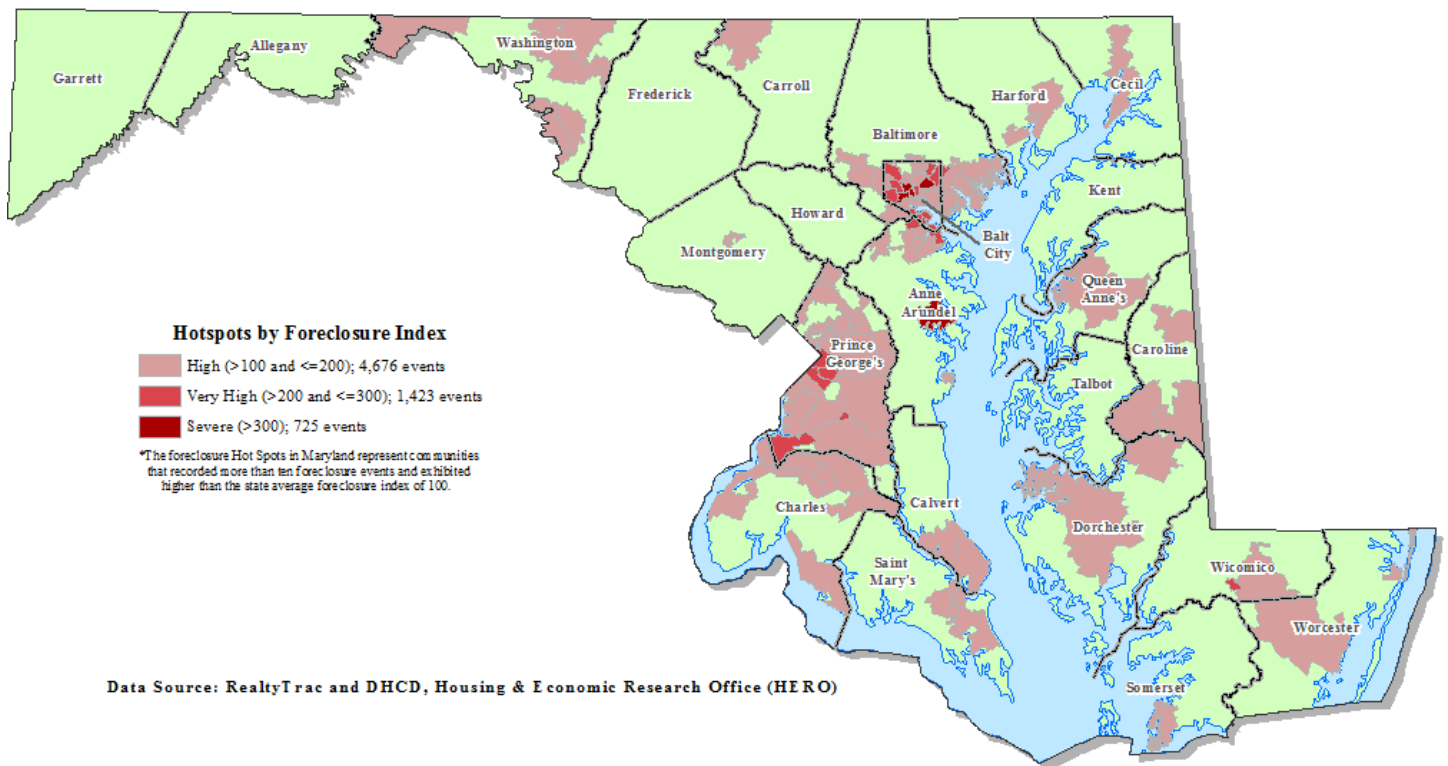 Allegany
Washington
Garrett
Frederick
Carroll
Harford
Cecil
Baltimore
Kent
Howard
Montgomery
Balt
City
Queen
Anne's
Anne
Arundel
Hotspots by Foreclosure Index
High (>100 and <=200); 4,676 events
Very High (>200 and <=300); 1,423 events
Severe (>300); 725 events
*The foreclosure Hot Spots in Maryland represent communities
that recorded more than ten foreclosure events and exhibited
higher than the state average foreclosure index of 100.
Prince
George's
Caroline
Talbot
Charles
Calvert
Dorchester
Saint
Mary's
Wicomico
Worcester
Somerset
Data Source: RealtyTrac and DHCD, Housing & Economic Research Office (HERO)